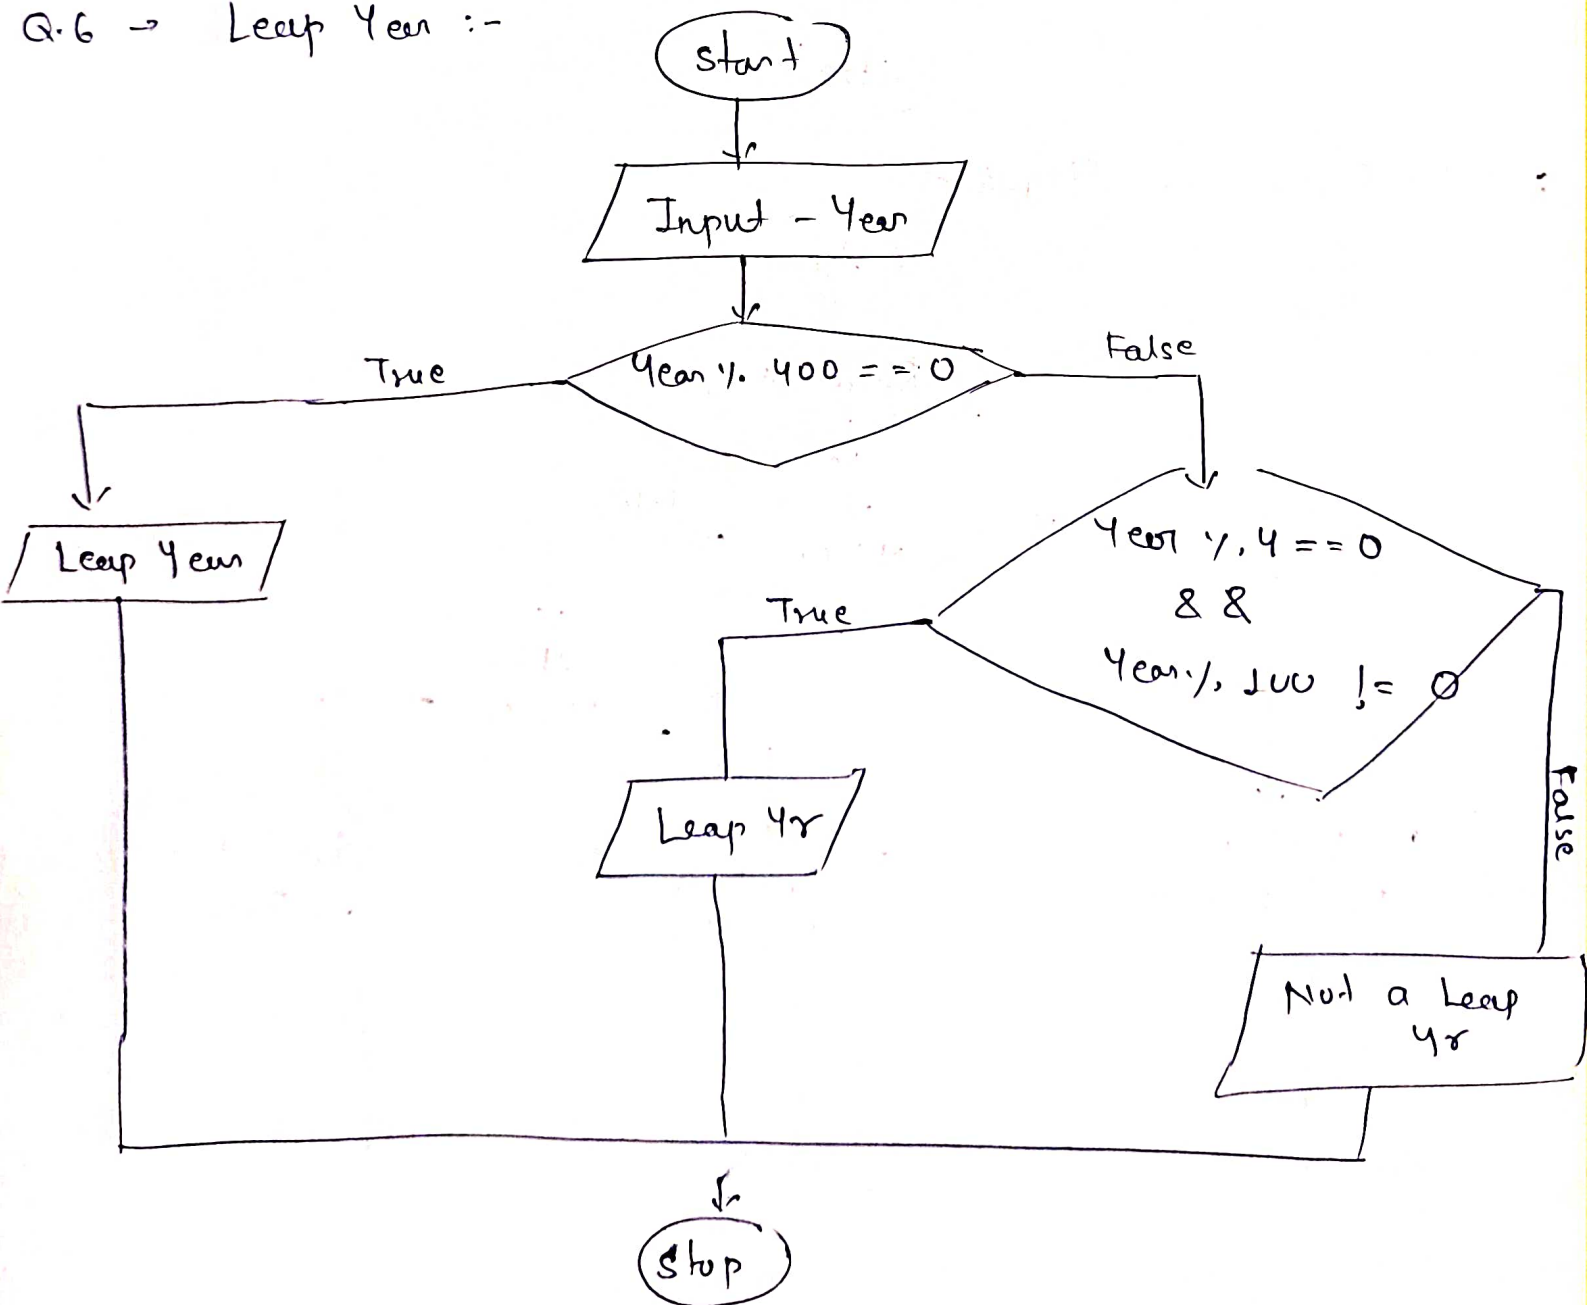 Q.6 → Leap Year :-
Start
Input - Year
Year % 400 == 0
True
False
Leap Year
Year % 4 == 0
&&
Year % 100 != 0
True
False
Leap Yr
Not a Leap
Yr
Stop